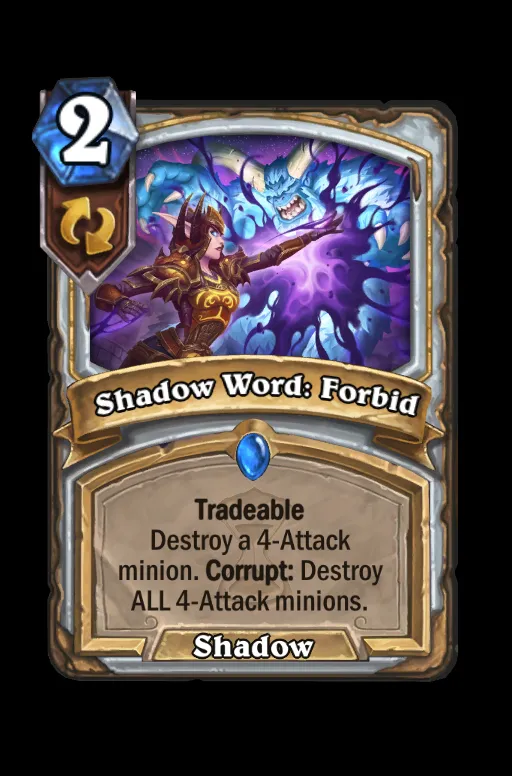 2
Shadow Word: Forbid
Tradeable
Destroy a 4-Attack
minion. Corrupt: Destroy
ALL 4-Attack minions.
Shadow